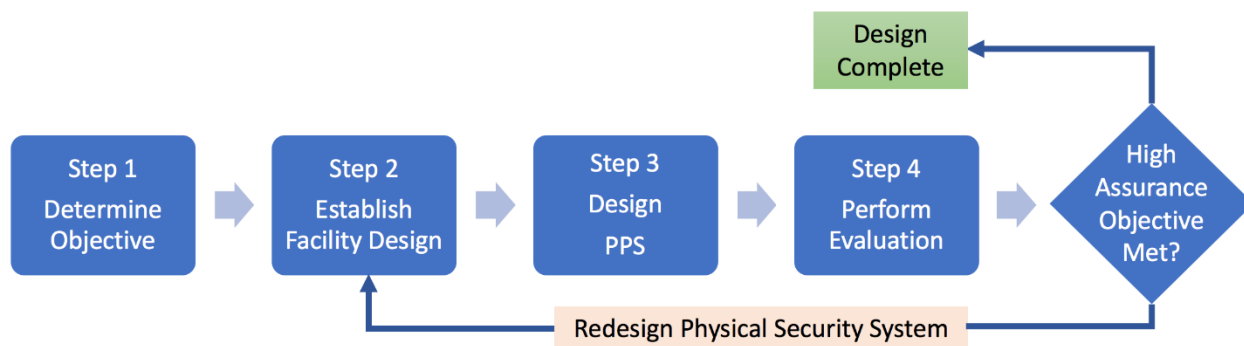 Design
Complete
Step 1
Determine
Objective
Step 2
Establish
Facility Design
Step 3
Design
PPS
Step 4
Perform
Evaluation
High
Assurance
Objective
Met?
Redesign Physical Security System